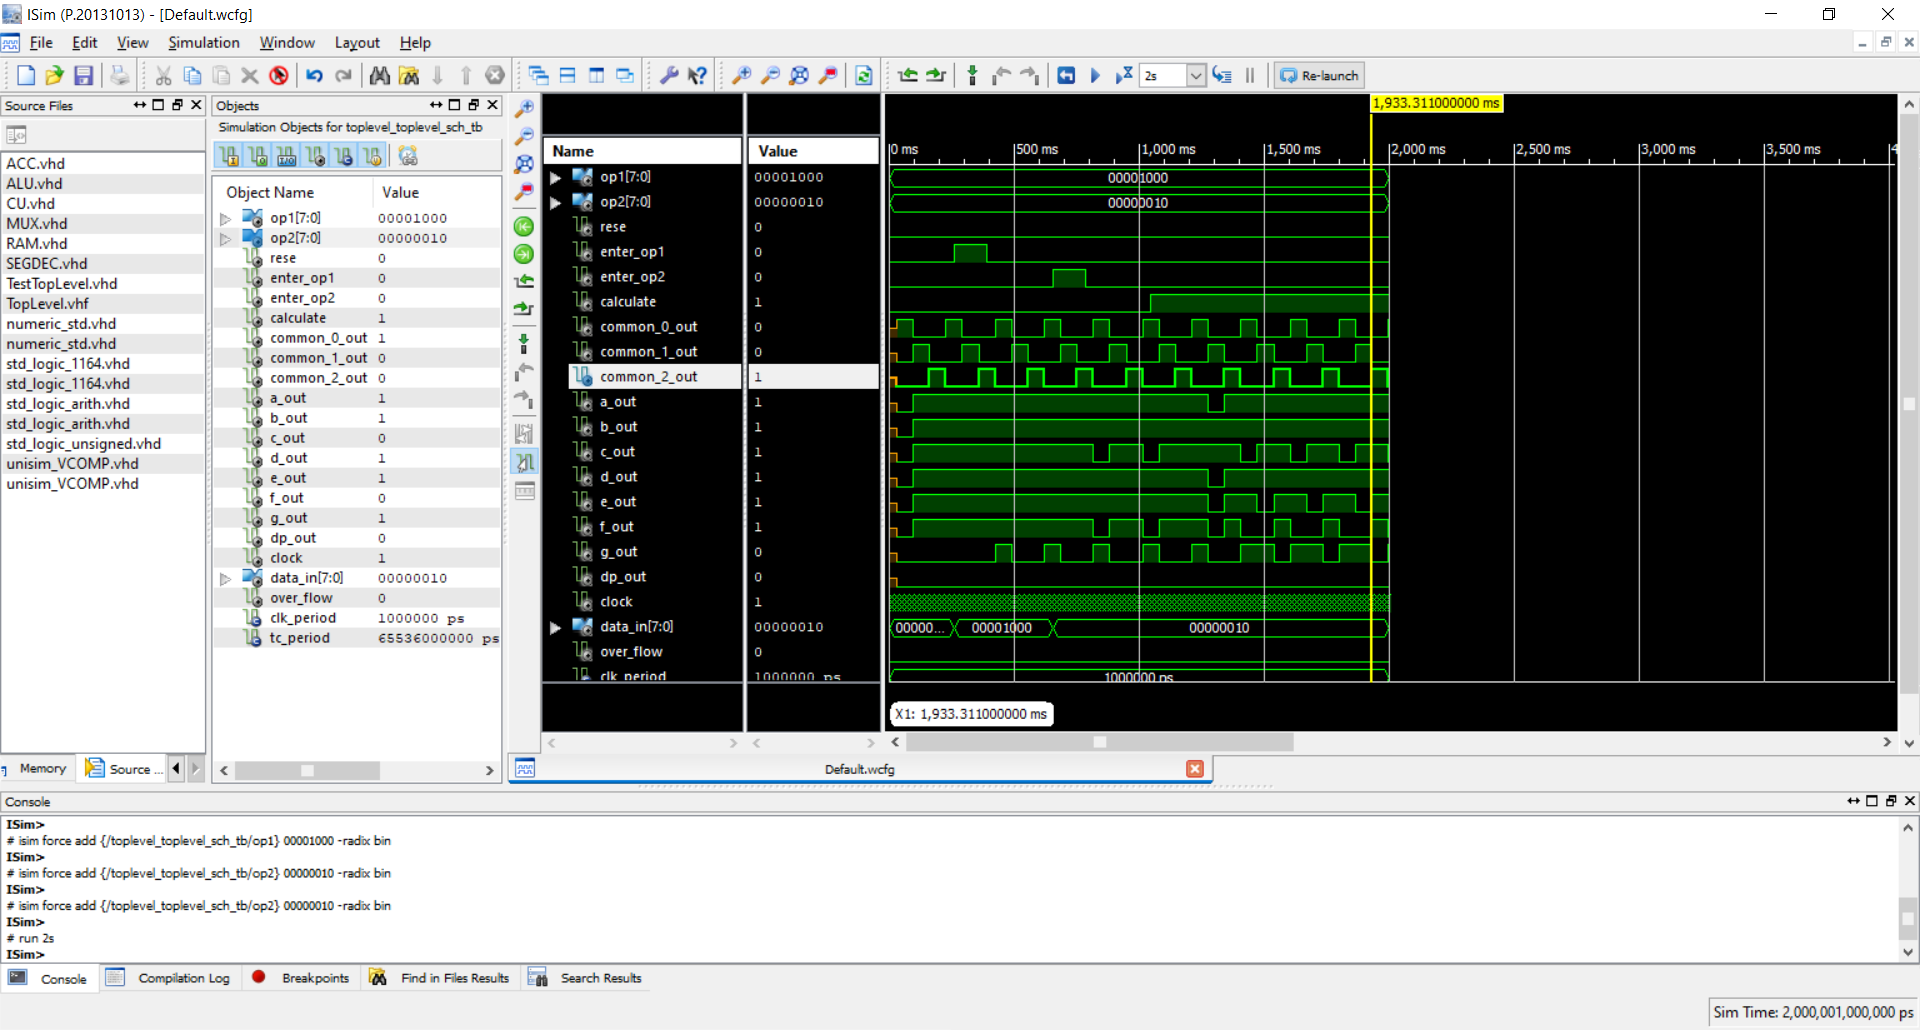 ISim (P.20131013) - [Default.wcfg]
File Edit View Simulation Window Layout Help
2s Re-launch
Source Files
ACC.vhd
ALU.vhd
CU.vhd
MUX.vhd
RAM.vhd
SEGDEC.vhd
TestTopLevel.vhd
TopLevel.vhf
numeric_std.vhd
numeric_std.vhd
std_logic_1164.vhd
std_logic_1164.vhd
std_logic_arith.vhd
std_logic_arith.vhd
std_logic_unsigned.vhd
unisim_VCOMP.vhd
unisim_VCOMP.vhd
Memory Source ...
Objects
Simulation Objects for toplevel_toplevel_sch_tb
Object Name Value
op1[7:0] 00001000
op2[7:0] 00000010
rese 0
enter_op1 0
enter_op2 0
calculate 1
common_0_out 1
common_1_out 0
common_2_out 0
a_out 1
b_out 1
c_out 0
d_out 1
e_out 1
f_out 0
g_out 1
dp_out 0
clock 1
data_in[7:0] 00000010
over_flow 0
clk_period 1000000 ps
tc_period 65536000000 ps
1,933.311000000 ms
Name Value
0 ms 500 ms 1,000 ms 1,500 ms 2,000 ms 2,500 ms 3,000 ms 3,500 ms 4
op1[7:0] 00001000 00001000
op2[7:0] 00000010 00000010
rese 0
enter_op1 0
enter_op2 0
calculate 1
common_0_out 0
common_1_out 0
common_2_out 1
a_out 1
b_out 1
c_out 1
d_out 1
e_out 1
f_out 1
g_out 0
dp_out 0
clock 1
data_in[7:0] 00000010 00000... 00001000 00000010
over_flow 0
clk_period 1000000 ps 1000000 ps
X1: 1,933.311000000 ms
Default.wcfg
Console
ISim>
# isim force add {/toplevel_toplevel_sch_tb/op1} 00001000 -radix bin
ISim>
# isim force add {/toplevel_toplevel_sch_tb/op2} 00000010 -radix bin
ISim>
# isim force add {/toplevel_toplevel_sch_tb/op2} 00000010 -radix bin
ISim>
# run 2s
ISim>
Console Compilation Log Breakpoints Find in Files Results Search Results
Sim Time: 2,000,001,000,000 ps